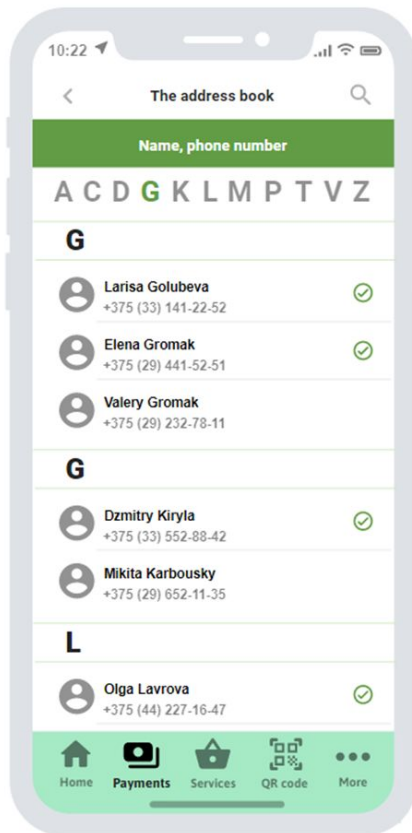 10:22
The address book
Name, phone number
A C D G K L M P T V Z
G
Larisa Golubeva
+375 (33) 141-22-52
Elena Gromak
+375 (29) 441-52-51
Valery Gromak
+375 (29) 232-78-11
G
Dzmitry Kiryla
+375 (33) 552-88-42
Mikita Karbousky
+375 (29) 652-11-35
L
Olga Lavrova
+375 (44) 227-16-47
Home Payments Services QR code More